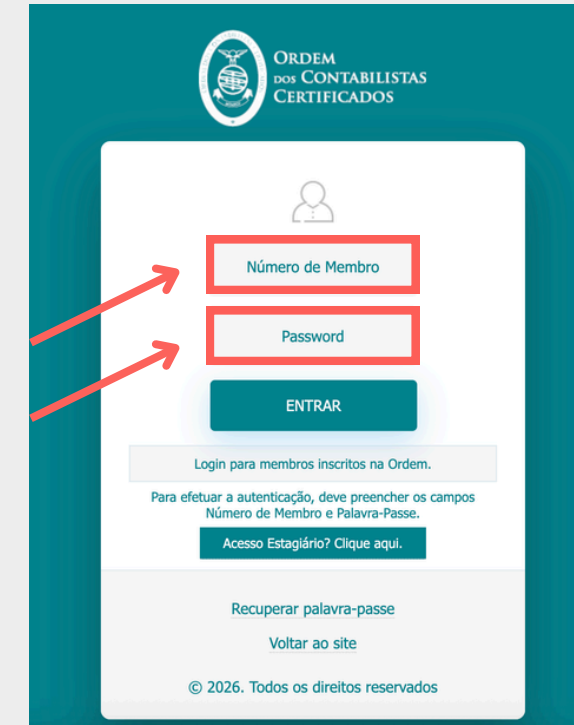 ORDEM
DOS CONTABILISTAS
CERTIFICADOS
Número de Membro
Password
ENTRAR
Login para membros inscritos na Ordem.
Para efetuar a autenticação, deve preencher os campos
Número de Membro e Palavra-Passe.
Acesso Estagiário? Clique aqui.
Recuperar palavra-passe
Voltar ao site
© 2026. Todos os direitos reservados